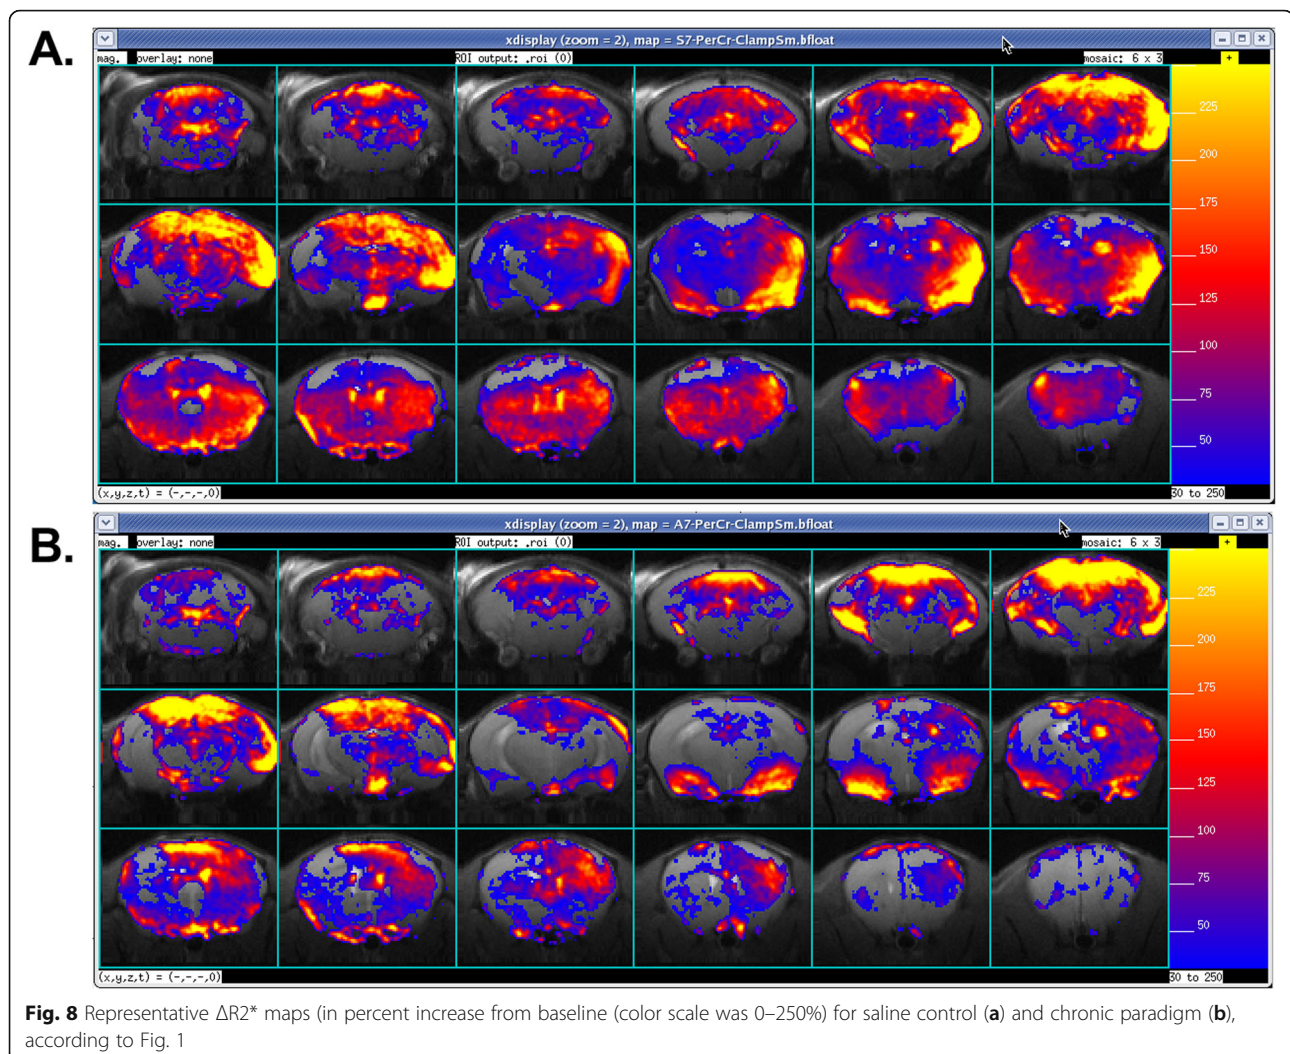 A.
xdisplay (zoom = 2), map = S7-PerCr-ClampSm.bfloat
mag. overlay: none ROI output: .roi (0) mosaic: 6 x 3 +
225
200
175
150
125
100
75
50
(x,y,z,t) = (-,-,-,0) 30 to 250
B.
xdisplay (zoom = 2), map = A7-PerCr-ClampSm.bfloat
mag. overlay: none ROI output: .roi (0) mosaic: 6 x 3 +
225
200
175
150
125
100
75
50
(x,y,z,t) = (-,-,-,0) 30 to 250
Fig. 8 Representative ΔR2* maps (in percent increase from baseline (color scale was 0–250%) for saline control (a) and chronic paradigm (b),
according to Fig. 1